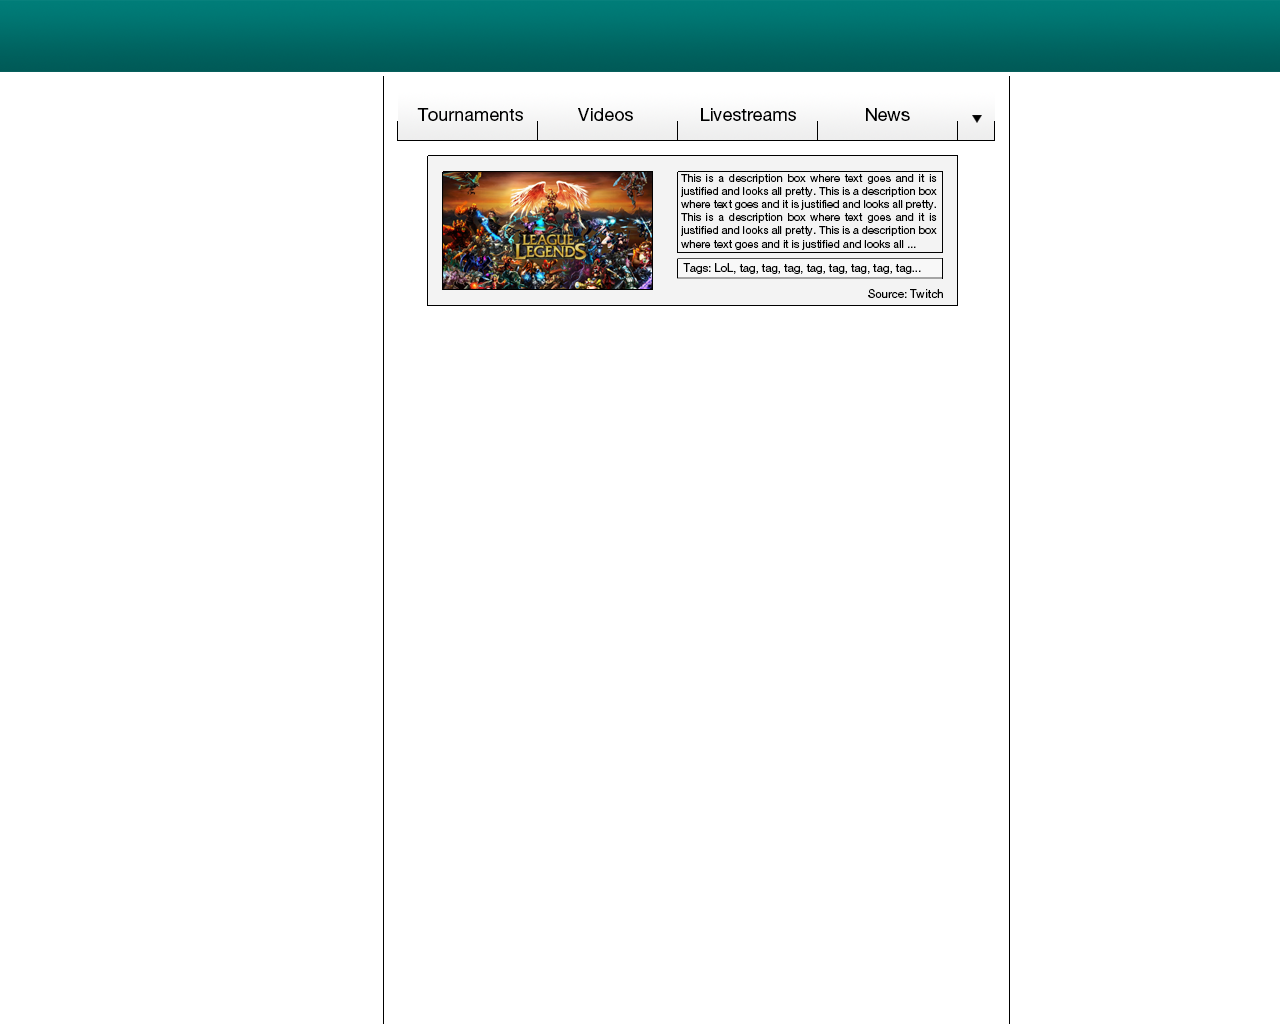 Tournaments Videos Livestreams News
LEAGUE OF
LEGENDS
This is a description box where text goes and it is
justified and looks all pretty. This is a description box
where text goes and it is justified and looks all pretty.
This is a description box where text goes and it is
justified and looks all pretty. This is a description box
where text goes and it is justified and looks all ...
Tags: LoL, tag, tag, tag, tag, tag, tag, tag, tag...
Source: Twitch